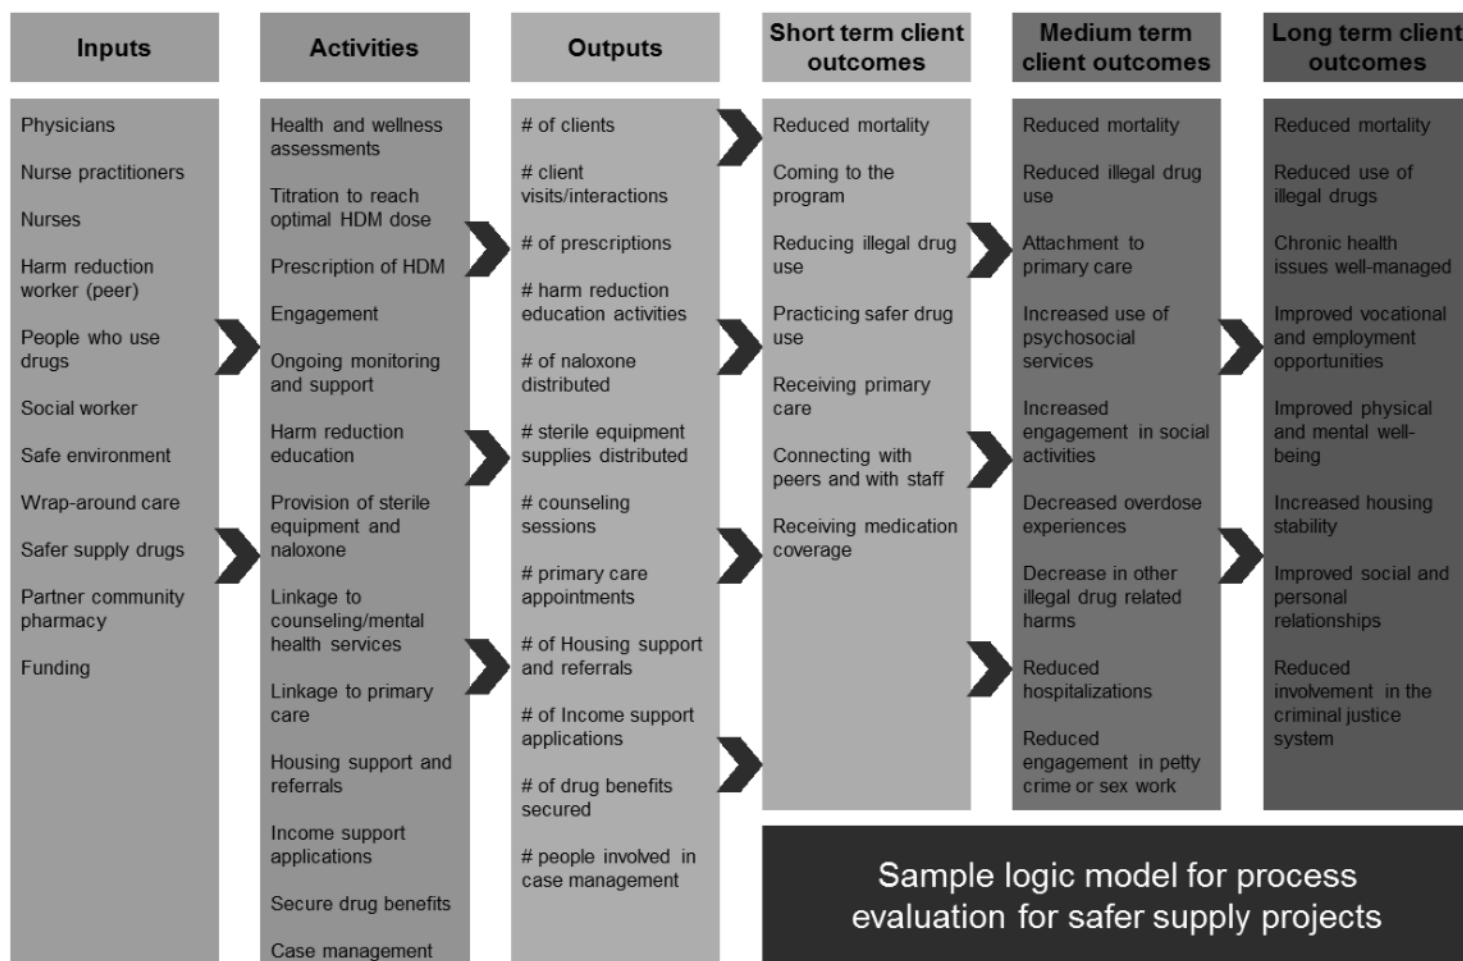 Inputs
Physicians
Nurse practitioners
Nurses
Harm reduction
worker (peer)
People who use
drugs
Social worker
Safe environment
Wrap-around care
Safer supply drugs
Partner community
pharmacy
Funding
Activities
Health and wellness
assessments
Titration to reach
optimal HDM dose
Prescription of HDM
Engagement
Ongoing monitoring
and support
Harm reduction
education
Provision of sterile
equipment and
naloxone
Linkage to
counseling/mental
health services
Linkage to primary
care
Housing support and
referrals
Income support
applications
Secure drug benefits
Case management
Outputs
# of clients
# client
visits/interactions
# of prescriptions
# harm reduction
education activities
# of naloxone
distributed
# sterile equipment
supplies distributed
# counseling
sessions
# primary care
appointments
# of Housing support
and referrals
# of Income support
applications
# of drug benefits
secured
# people involved in
case management
Short term client
outcomes
Reduced mortality
Coming to the
program
Reducing illegal drug
use
Practicing safer drug
use
Receiving primary
care
Connecting with
peers and with staff
Receiving medication
coverage
Medium term
client outcomes
Reduced mortality
Reduced illegal drug
use
Attachment to
primary care
Increased use of
psychosocial
services
Increased
engagement in social
activities
Decreased overdose
experiences
Decrease in other
illegal drug related
harms
Reduced
hospitalizations
Reduced
engagement in petty
crime or sex work
Long term client
outcomes
Reduced mortality
Reduced use of
illegal drugs
Chronic health
issues well-managed
Improved vocational
and employment
opportunities
Improved physical
and mental well-
being
Increased housing
stability
Improved social and
personal
relationships
Reduced
involvement in the
criminal justice
system
Sample logic model for process
evaluation for safer supply projects